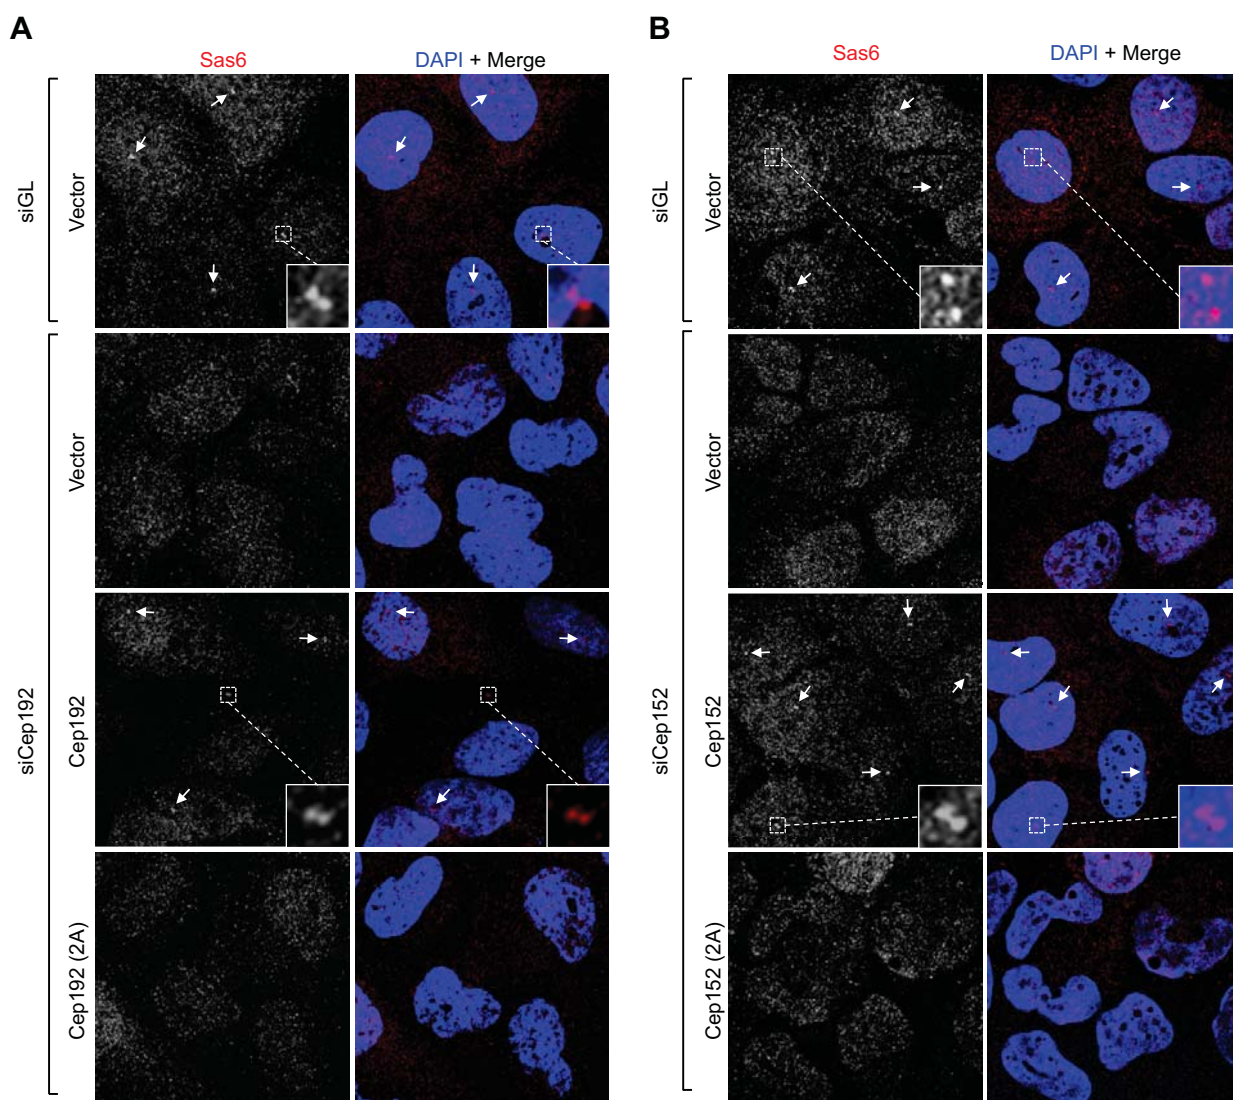 A
Sas6
DAPI + Merge
siGL
Vector
siCep192
Vector
Cep192
Cep192 (2A)
B
Sas6
DAPI + Merge
siGL
Vector
siCep152
Vector
Cep152
Cep152 (2A)